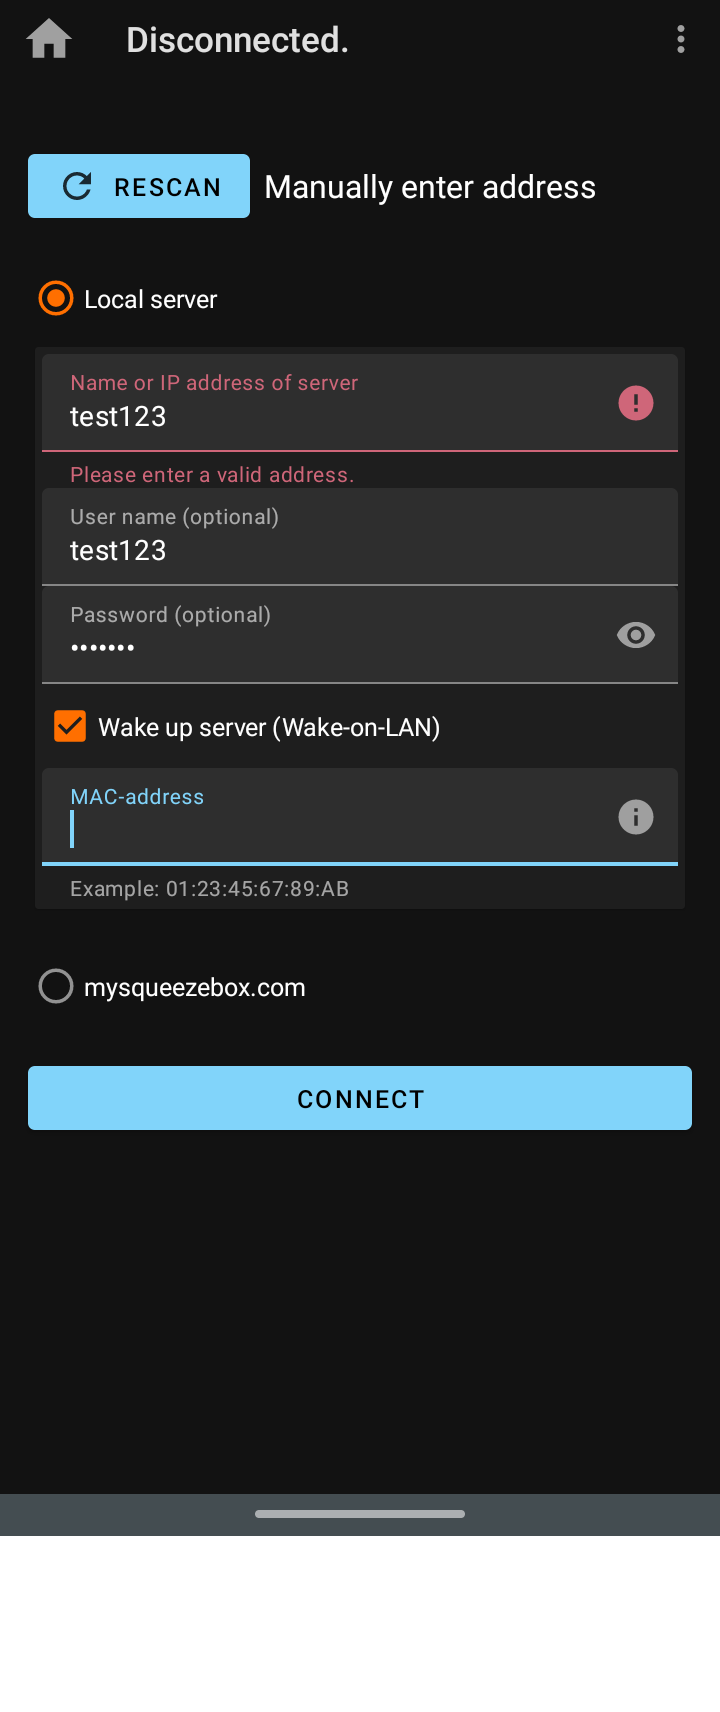 Disconnected.
RESCAN
Manually enter address
Local server
Name or IP address of server
test123
Please enter a valid address.
User name (optional)
test123
Password (optional)
•••••••
Wake up server (Wake-on-LAN)
MAC-address
Example: 01:23:45:67:89:AB
mysqueezebox.com
CONNECT